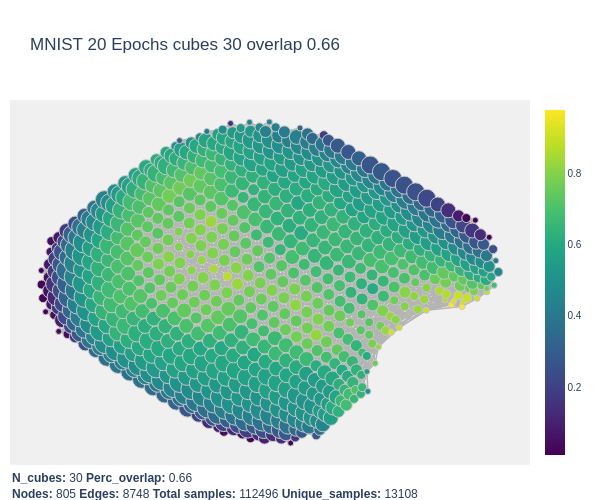 MNIST 20 Epochs cubes 30 overlap 0.66
0.8
0.6
0.4
0.2
N_cubes: 30 Perc_overlap: 0.66
Nodes: 805 Edges: 8748 Total samples: 112496 Unique_samples: 13108